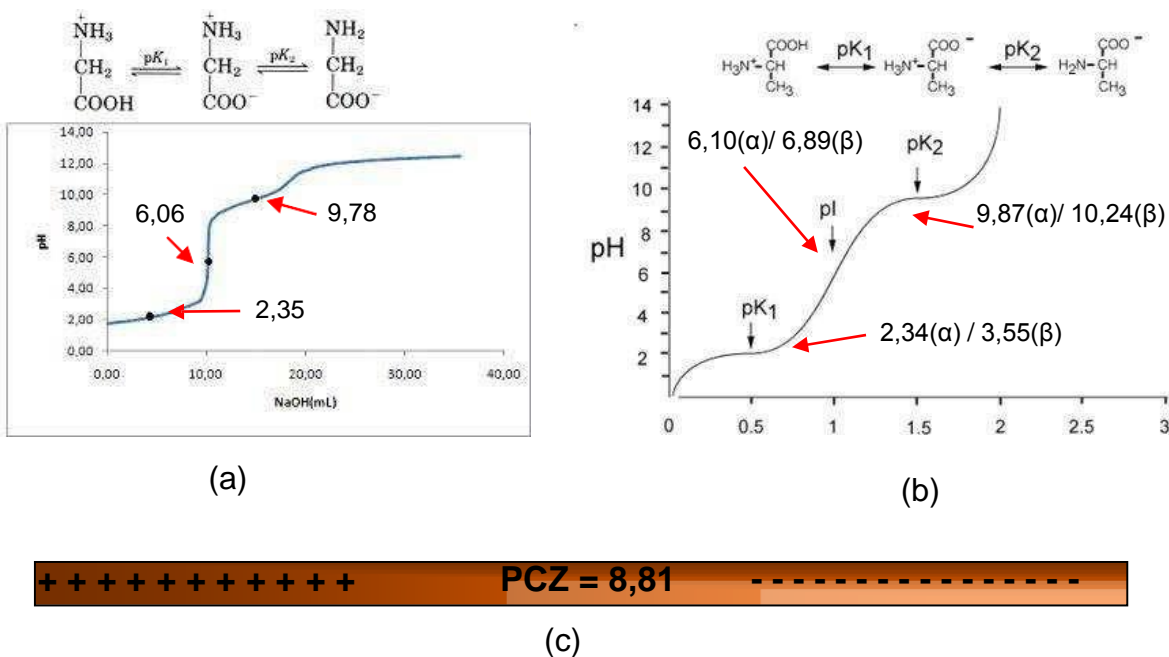 +
NH₃
CH₂
COOH
pK₁
+
NH₃
CH₂
COO⁻
pK₂
NH₂
CH₂
COO⁻
14,00
12,00
10,00
8,00
6,00
4,00
2,00
0,00
pH
6,06
9,78
2,35
0,00 10,00 20,00 30,00 40,00
NaOH(mL)
(a)
COOH
H₃N⁺-CH
CH₃
pK₁
COO⁻
H₃N⁺-CH
CH₃
pK₂
COO⁻
H₂N-CH
CH₃
14
12
10
8
6
4
2
pH
6,10(α)/ 6,89(β)
pK₂
9,87(α)/ 10,24(β)
pI
pK₁
2,34(α) / 3,55(β)
0 0.5 1 1.5 2 2.5 3
(b)
+ + + + + + + + + + + PCZ = 8,81 - - - - - - - - - - - - - - - -
(c)